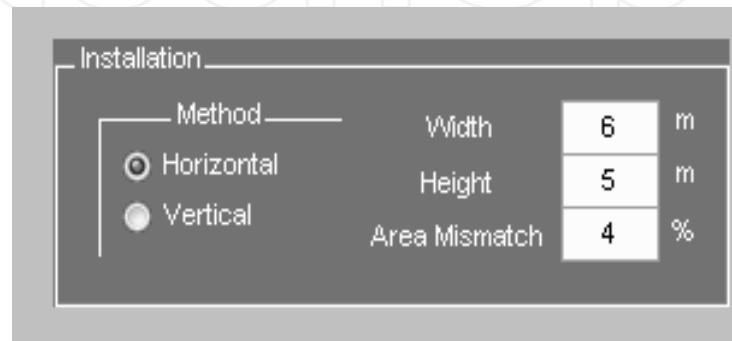 Installation
Method
Horizontal
Vertical
Width 6 m
Height 5 m
Area Mismatch 4 %